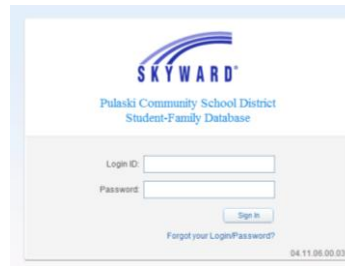 SKYWARD®
Pulaski Community School District
Student-Family Database
Login ID:
Password:
Sign In
Forgot your Login/Password?
04.11.06.00.03